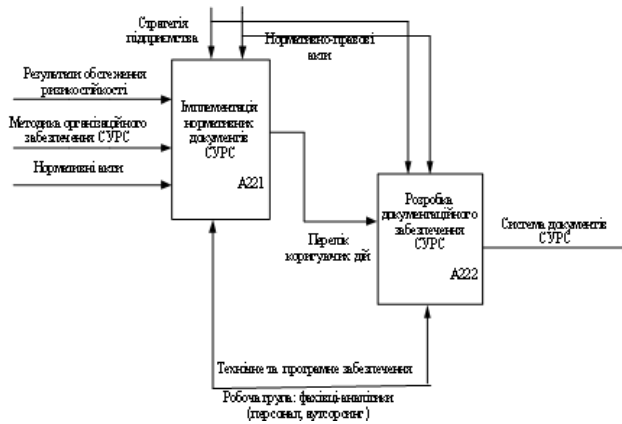 Стратегія
підприємства
Нормативно-правові
акти
Результати обстеження
ризикостійкості
Методика організаційного
забезпечення СУРС
Нормативні акти
Імплементація
нормативних
документів
СУРС
А221
Перелік
коригуючих дій
Розробка
документаційного
забезпечення
СУРС
А222
Система документів
СУРС
Технічне та програмне забезпечення
Робоча група: фахівці-аналітики
(персонал, аутсорсинг)